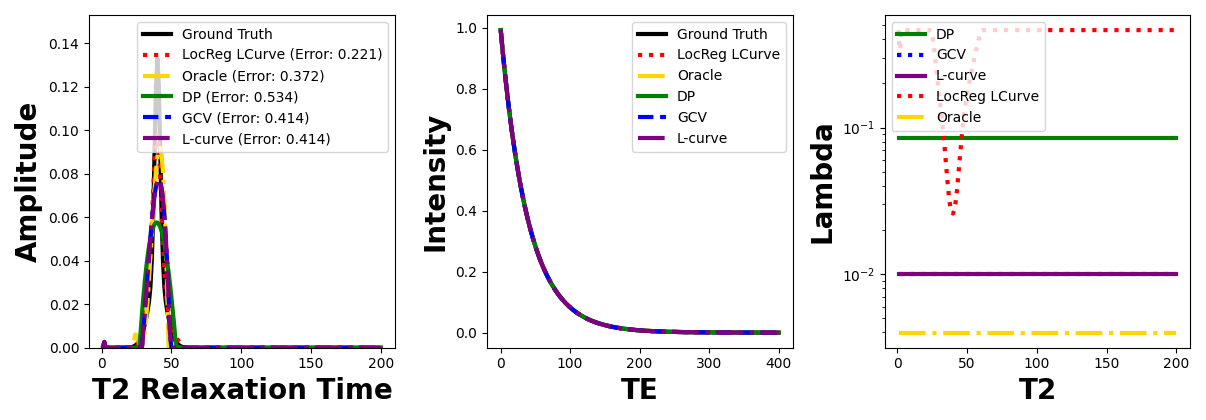 Amplitude
0.14
0.12
0.10
0.08
0.06
0.04
0.02
0.00
Ground Truth
LocReg LCurve (Error: 0.221)
Oracle (Error: 0.372)
DP (Error: 0.534)
GCV (Error: 0.414)
L-curve (Error: 0.414)
0 50 100 150 200
T2 Relaxation Time
Intensity
1.0
0.8
0.6
0.4
0.2
0.0
Ground Truth
LocReg LCurve
Oracle
DP
GCV
L-curve
0 100 200 300 400
TE
Lambda
10⁻¹
10⁻²
DP
GCV
L-curve
LocReg LCurve
Oracle
0 50 100 150 200
T2